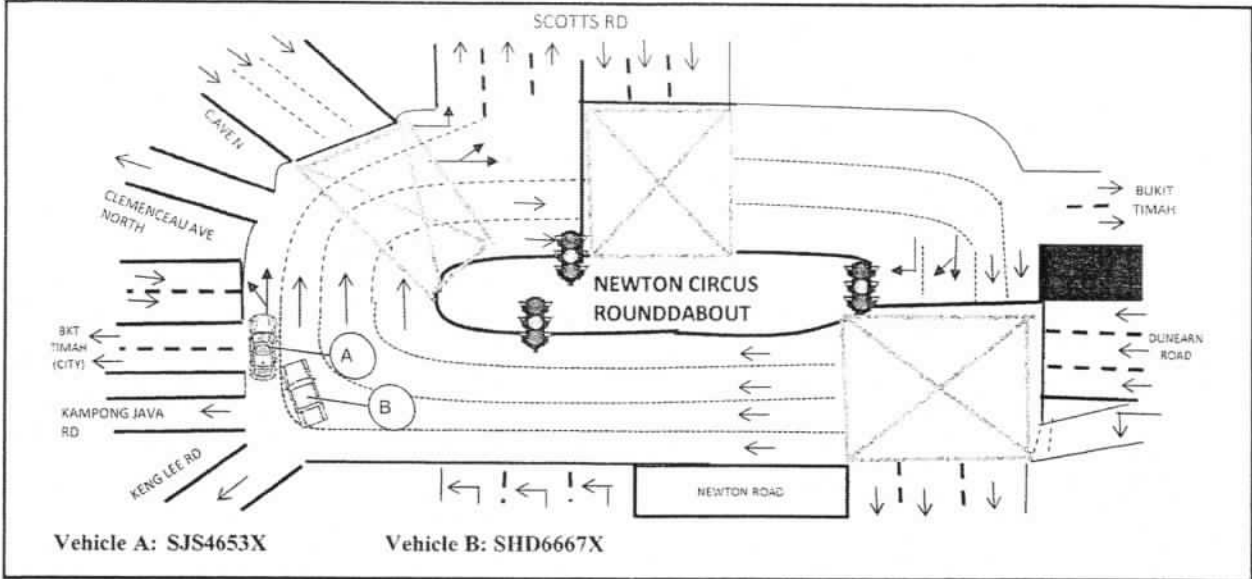 SCOTTS RD
CAVE N
CLEMENCEAU AVE
NORTH
BUKIT
TIMAH
NEWTON CIRCUS
ROUNDDABOUT
BKT
TIMAH
(CITY)
A
DUNEARN
ROAD
KAMPONG JAVA
RD
B
KENG LEE RD
NEWTON ROAD
Vehicle A: SJS4653X
Vehicle B: SHD6667X